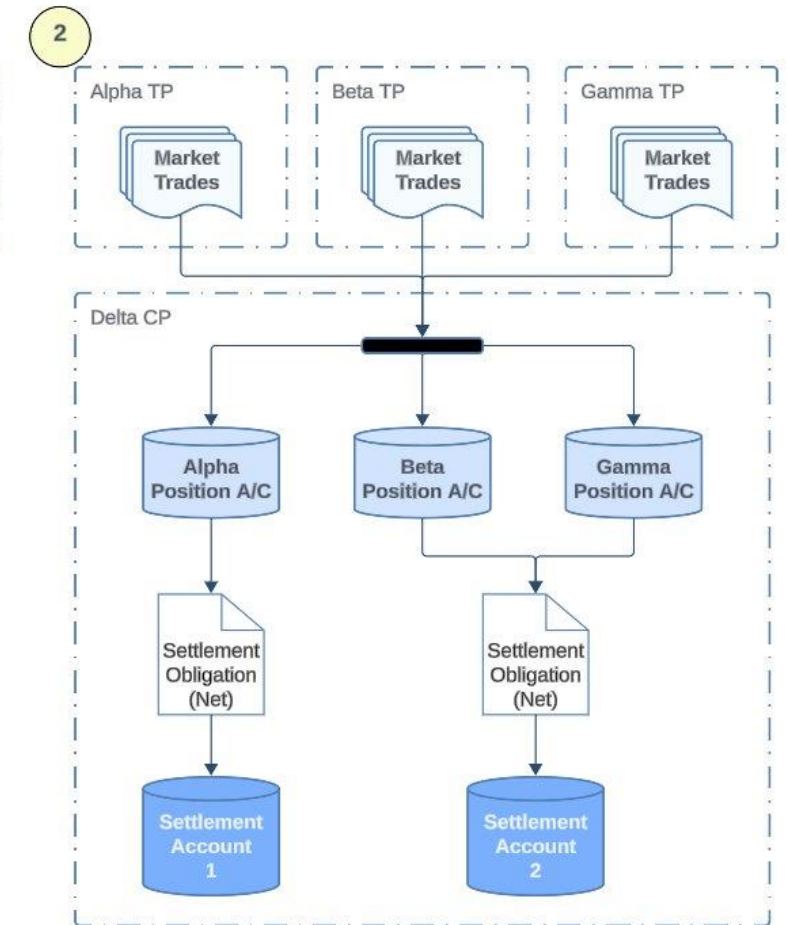 2
Alpha TP
Beta TP
Gamma TP
Market
Trades
Market
Trades
Market
Trades
Delta CP
Alpha
Position A/C
Beta
Position A/C
Gamma
Position A/C
Settlement
Obligation
(Net)
Settlement
Obligation
(Net)
Settlement
Account
1
Settlement
Account
2